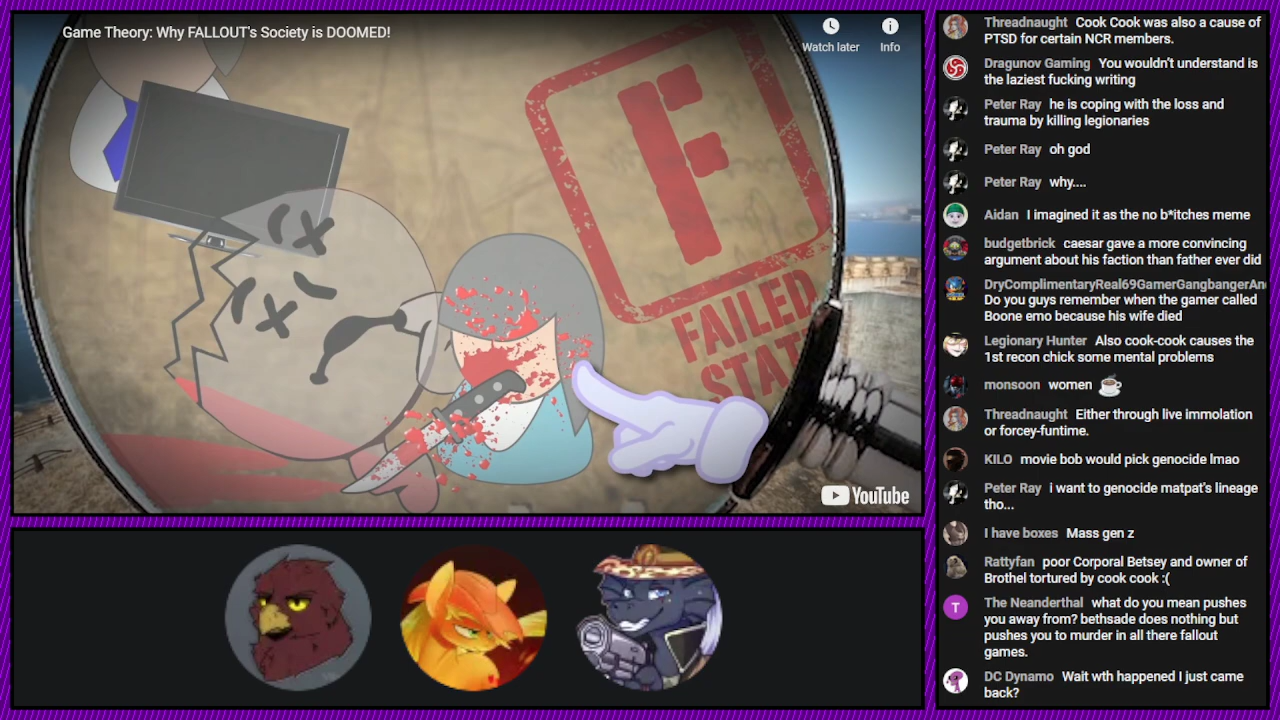 Game Theory: Why FALLOUT's Society is DOOMED!
Watch later
Info
F
FAILED
STAT
YouTube
Threadnaught Cook Cook was also a cause of
PTSD for certain NCR members.
Dragunov Gaming You wouldn't understand is
the laziest fucking writing
Peter Ray he is coping with the loss and
trauma by killing legionaries
Peter Ray oh god
Peter Ray why....
Aidan I imagined it as the no b*itches meme
budgetbrick caesar gave a more convincing
argument about his faction than father ever did
DryComplimentaryReal69GamerGangbangerAn
Do you guys remember when the gamer called
Boone emo because his wife died
Legionary Hunter Also cook-cook causes the
1st recon chick some mental problems
monsoon women ☕
Threadnaught Either through live immolation
or forcey-funtime.
KILO movie bob would pick genocide lmao
Peter Ray i want to genocide matpat's lineage
tho...
I have boxes Mass gen z
Rattyfan poor Corporal Betsey and owner of
Brothel tortured by cook cook :(
T
The Neanderthal what do you mean pushes
you away from? bethsade does nothing but
pushes you to murder in all there fallout
games.
DC Dynamo Wait wth happened I just came
back?